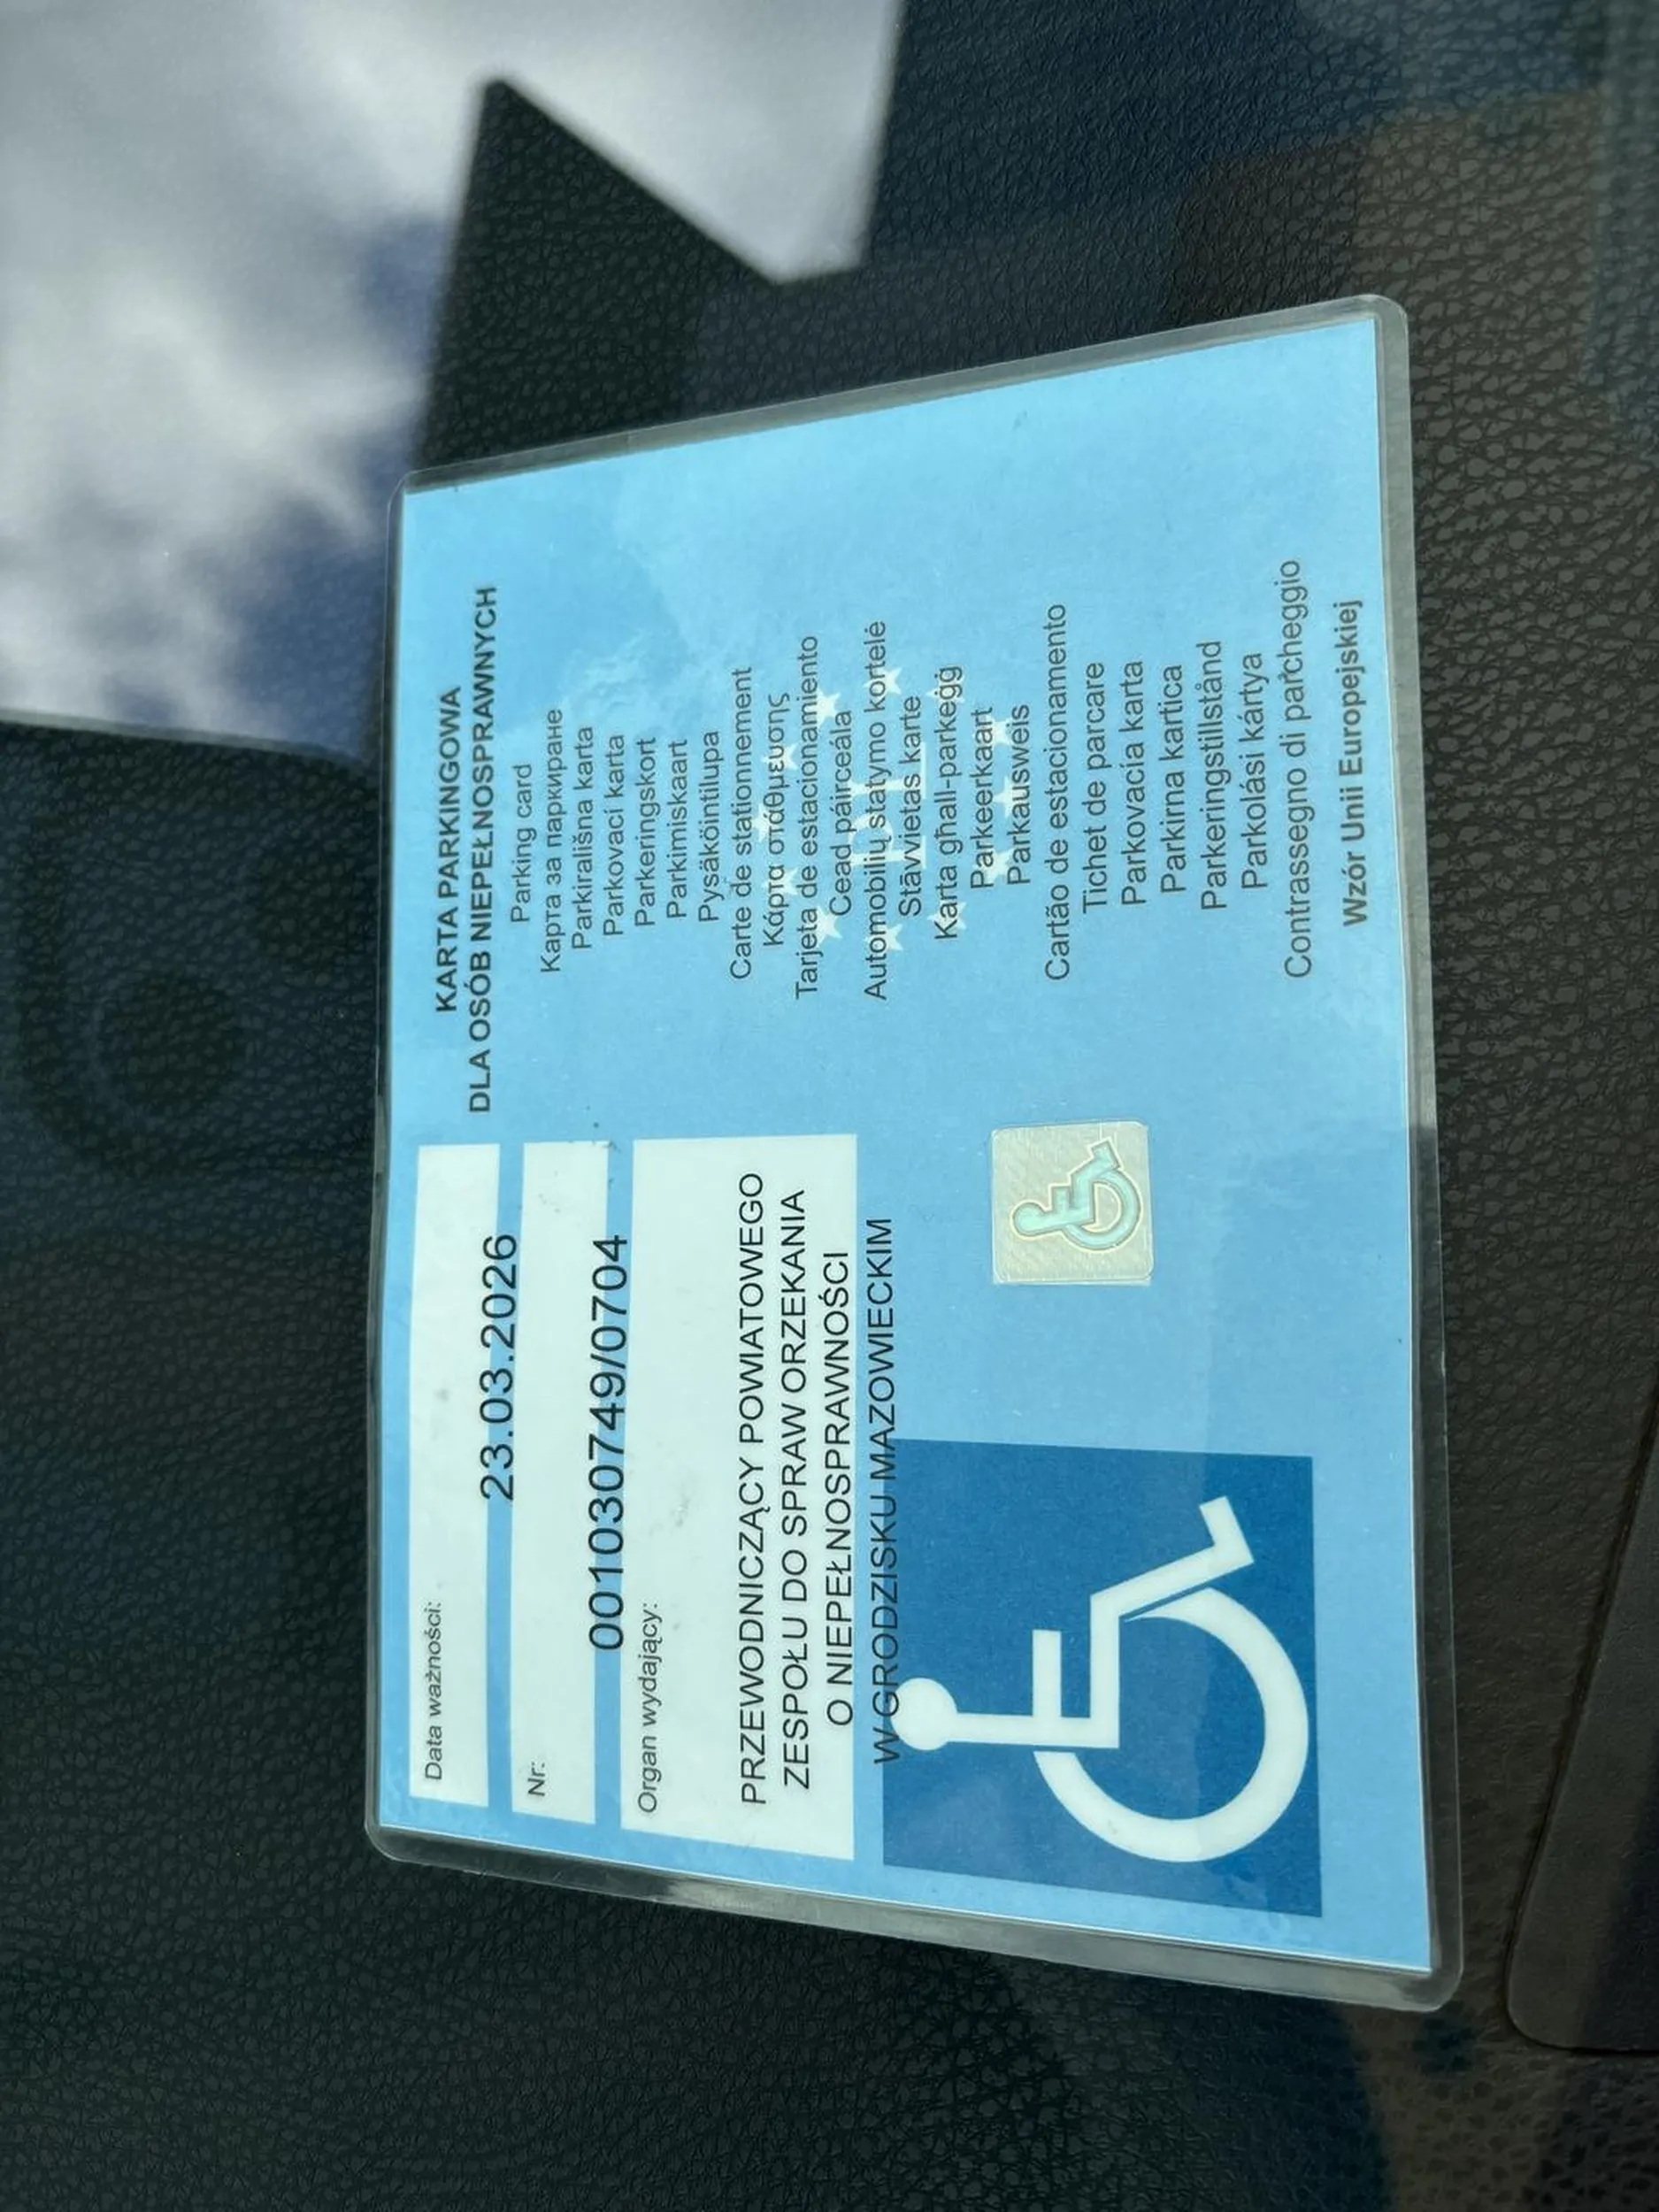 Data ważności:
23.03.2026
Nr:
001030749/0704
Organ wydający:
PRZEWODNICZĄCY POWIATOWEGO
ZESPOŁU DO SPRAW ORZEKANIA
O NIEPEŁNOSPRAWNOŚCI
W GRODZISKU MAZOWIECKIM
KARTA PARKINGOWA
DLA OSÓB NIEPEŁNOSPRAWNYCH
Parking card
Карта за паркиране
Parkirališna karta
Parkovací karta
Parkeringskort
Parkimiskaart
Pysäköintilupa
Carte de stationnement
Κάρτα στάθμευσης
Tarjeta de estacionamiento
Cead páirceála
Automobilių statymo kortelė
PL
Stāvvietas karte
Karta għall-parkeġġ
Parkeerkaart
Parkausweis
Cartão de estacionamento
Tichet de parcare
Parkovacia karta
Parkirna kartica
Parkeringstillstånd
Parkolási kártya
Contrassegno di parcheggio
Wzór Unii Europejskiej